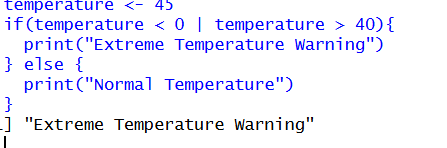 temperature <- 45
if(temperature < 0 | temperature > 40){
  print("Extreme Temperature Warning")
} else {
  print("Normal Temperature")
}
] "Extreme Temperature Warning"